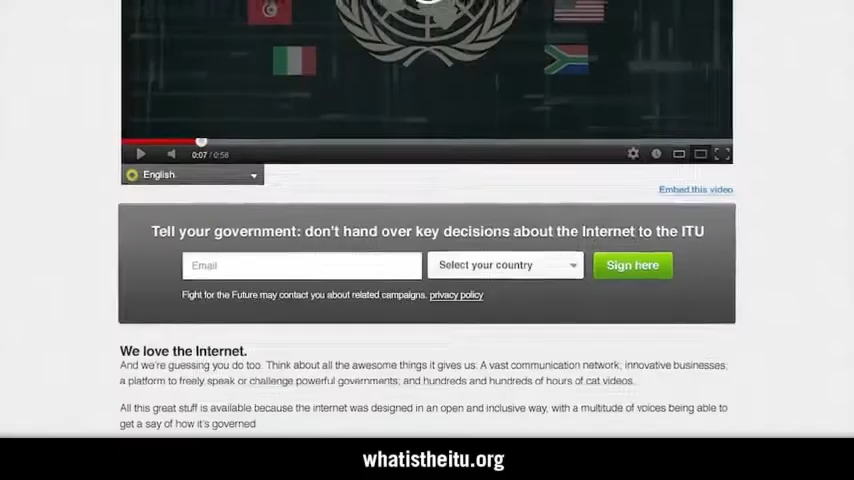 0:07 / 0:58
English
Embed this video
Tell your government: don't hand over key decisions about the Internet to the ITU
Email
Select your country
Sign here
Fight for the Future may contact you about related campaigns. privacy policy
We love the Internet.
And we're guessing you do too. Think about all the awesome things it gives us: A vast communication network; innovative businesses;
a platform to freely speak or challenge powerful governments; and hundreds and hundreds of hours of cat videos.
All this great stuff is available because the internet was designed in an open and inclusive way, with a multitude of voices being able to
get a say of how it's governed
whatistheitu.org